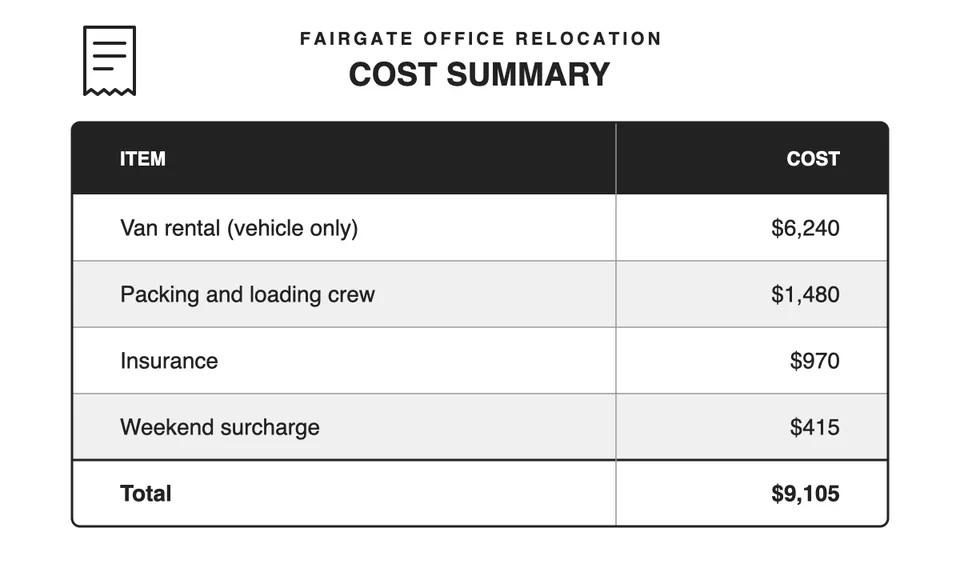 FAIRGATE OFFICE RELOCATION
COST SUMMARY
ITEM COST
Van rental (vehicle only) $6,240
Packing and loading crew $1,480
Insurance $970
Weekend surcharge $415
Total $9,105